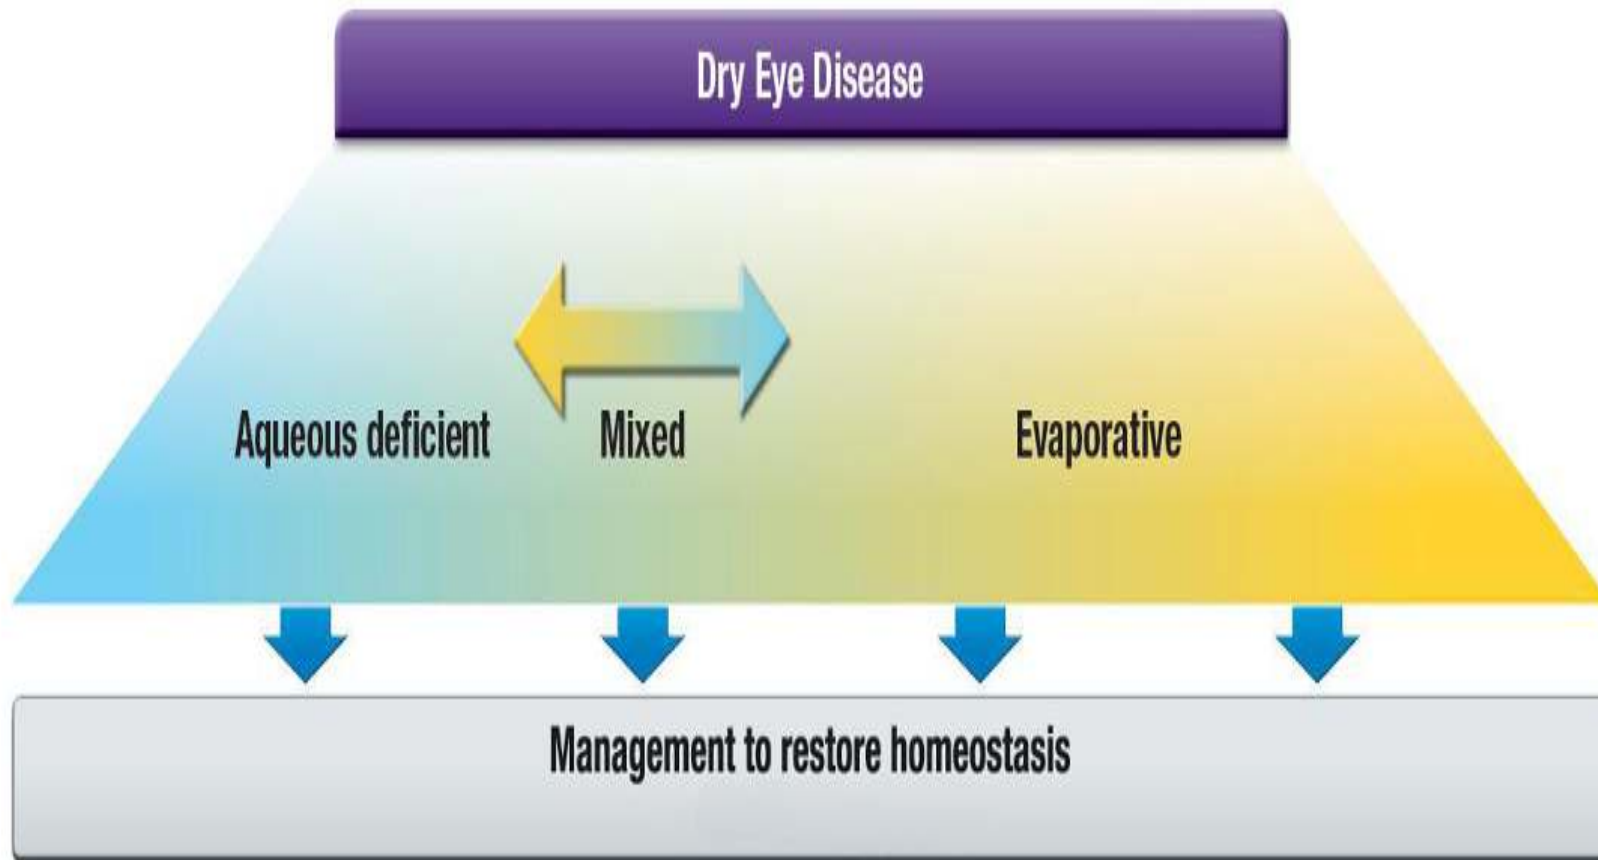 Dry Eye Disease
Aqueous deficient
Mixed
Evaporative
Management to restore homeostasis